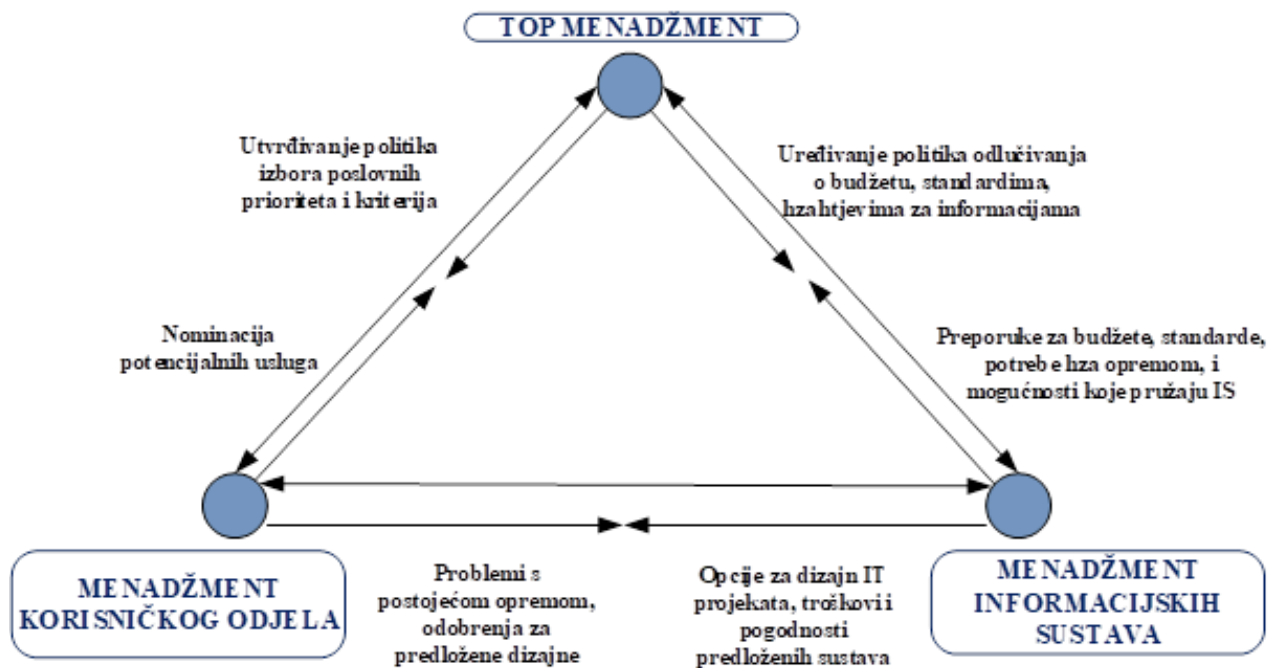 TOP MENADŽMENT
Utvrđivanje politika
izbora poslovnih
prioriteta i kriterija
Uređivanje politika odlučivanja
o budžetu, standardima,
hzahtjevima za informacijama
Nominacija
potencijalnih usluga
Preporuke za budžete, standarde,
potrebe hza opremom, i
mogućnosti koje pružaju IS
MENADŽMENT
KORISNIČKOG ODJELA
Problemi s
postojećom opremom,
odobrenja za
predložene dizajne
Opcije za dizajn IT
projekata, troškovi i
pogodnosti
predloženih sustava
MENADŽMENT
INFORMACIJSKIH
SUSTAVA